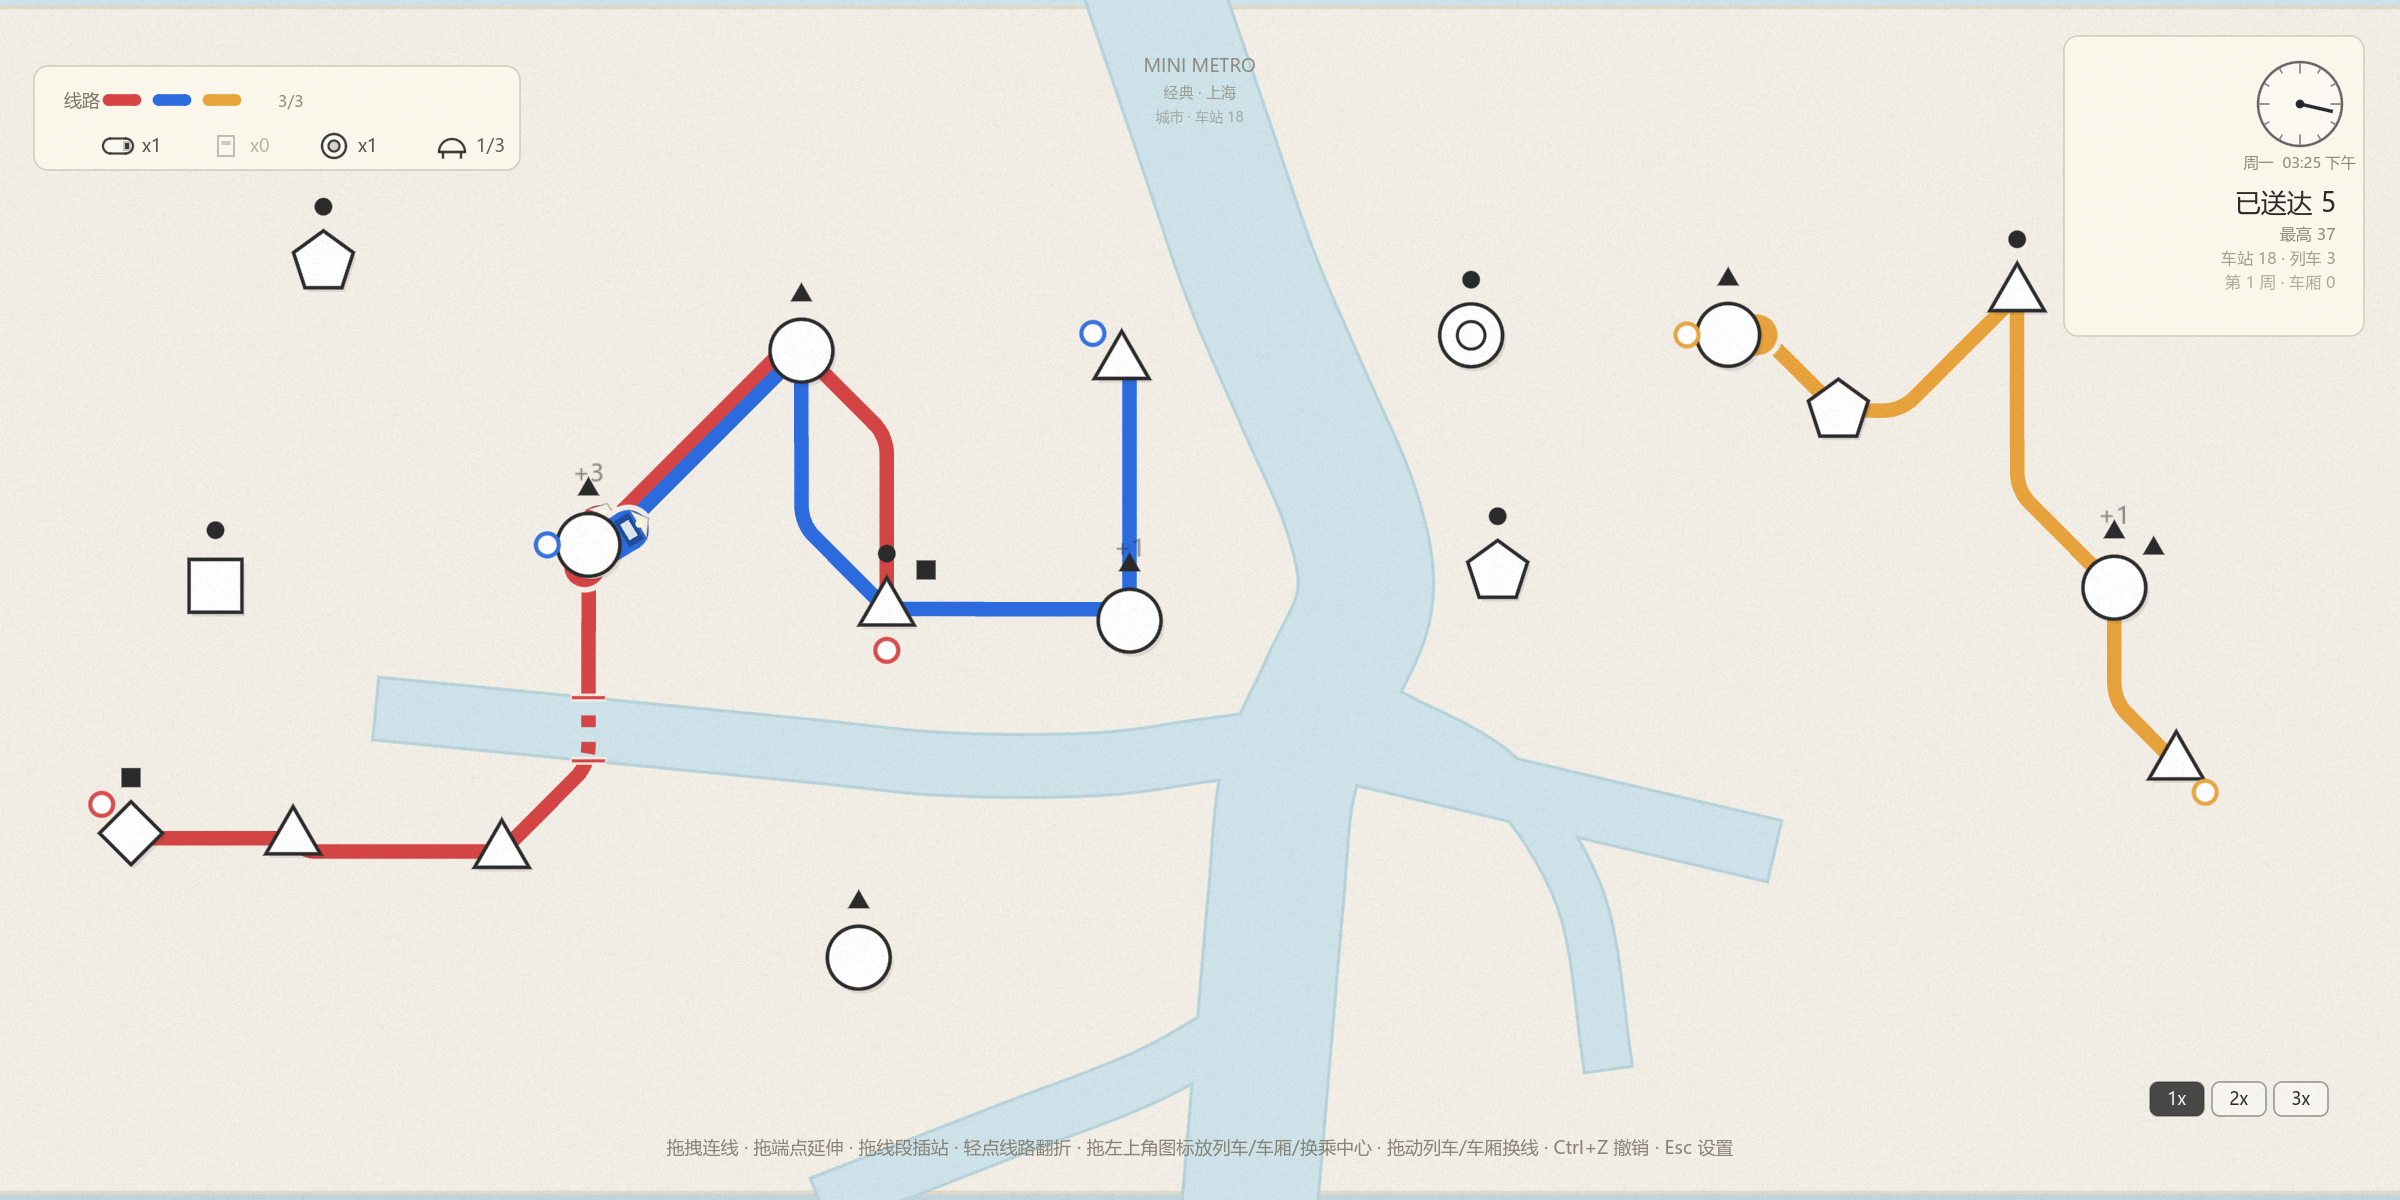 线路 3/3
x1 x0 x1 1/3
MINI METRO
经典 · 上海
城市 · 车站 18
周一 03:25 下午
已送达 5
最高 37
车站 18 · 列车 3
第 1 周 · 车厢 0
+3
+1
+1
1x 2x 3x
拖拽连线 · 拖端点延伸 · 拖线段插站 · 轻点线路翻折 · 拖左上角图标放列车/车厢/换乘中心 · 拖动列车/车厢换线 · Ctrl+Z 撤销 · Esc 设置